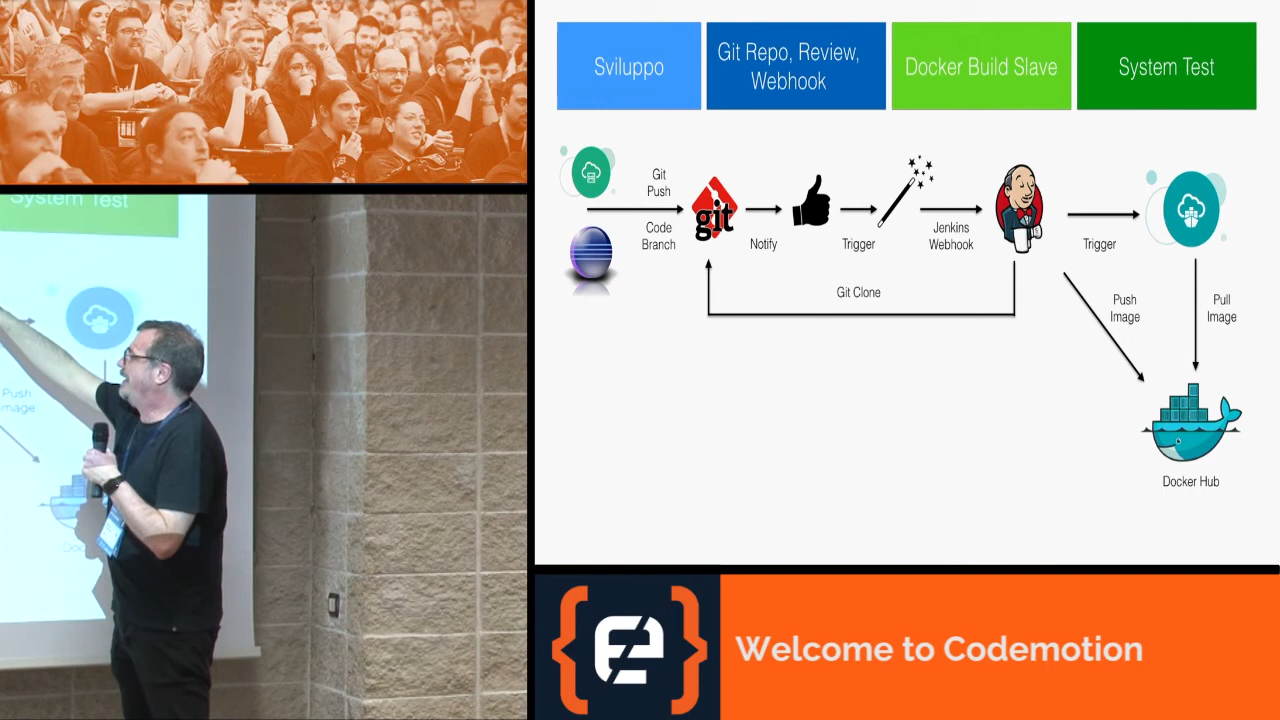 Sviluppo
Git Repo, Review,
Webhook
Docker Build Slave
System Test
Git
Push
Code
Branch
git
Notify
Trigger
Jenkins
Webhook
Trigger
Git Clone
Push
Image
Pull
Image
Docker Hub
System Test
Push
Image
Welcome to Codemotion